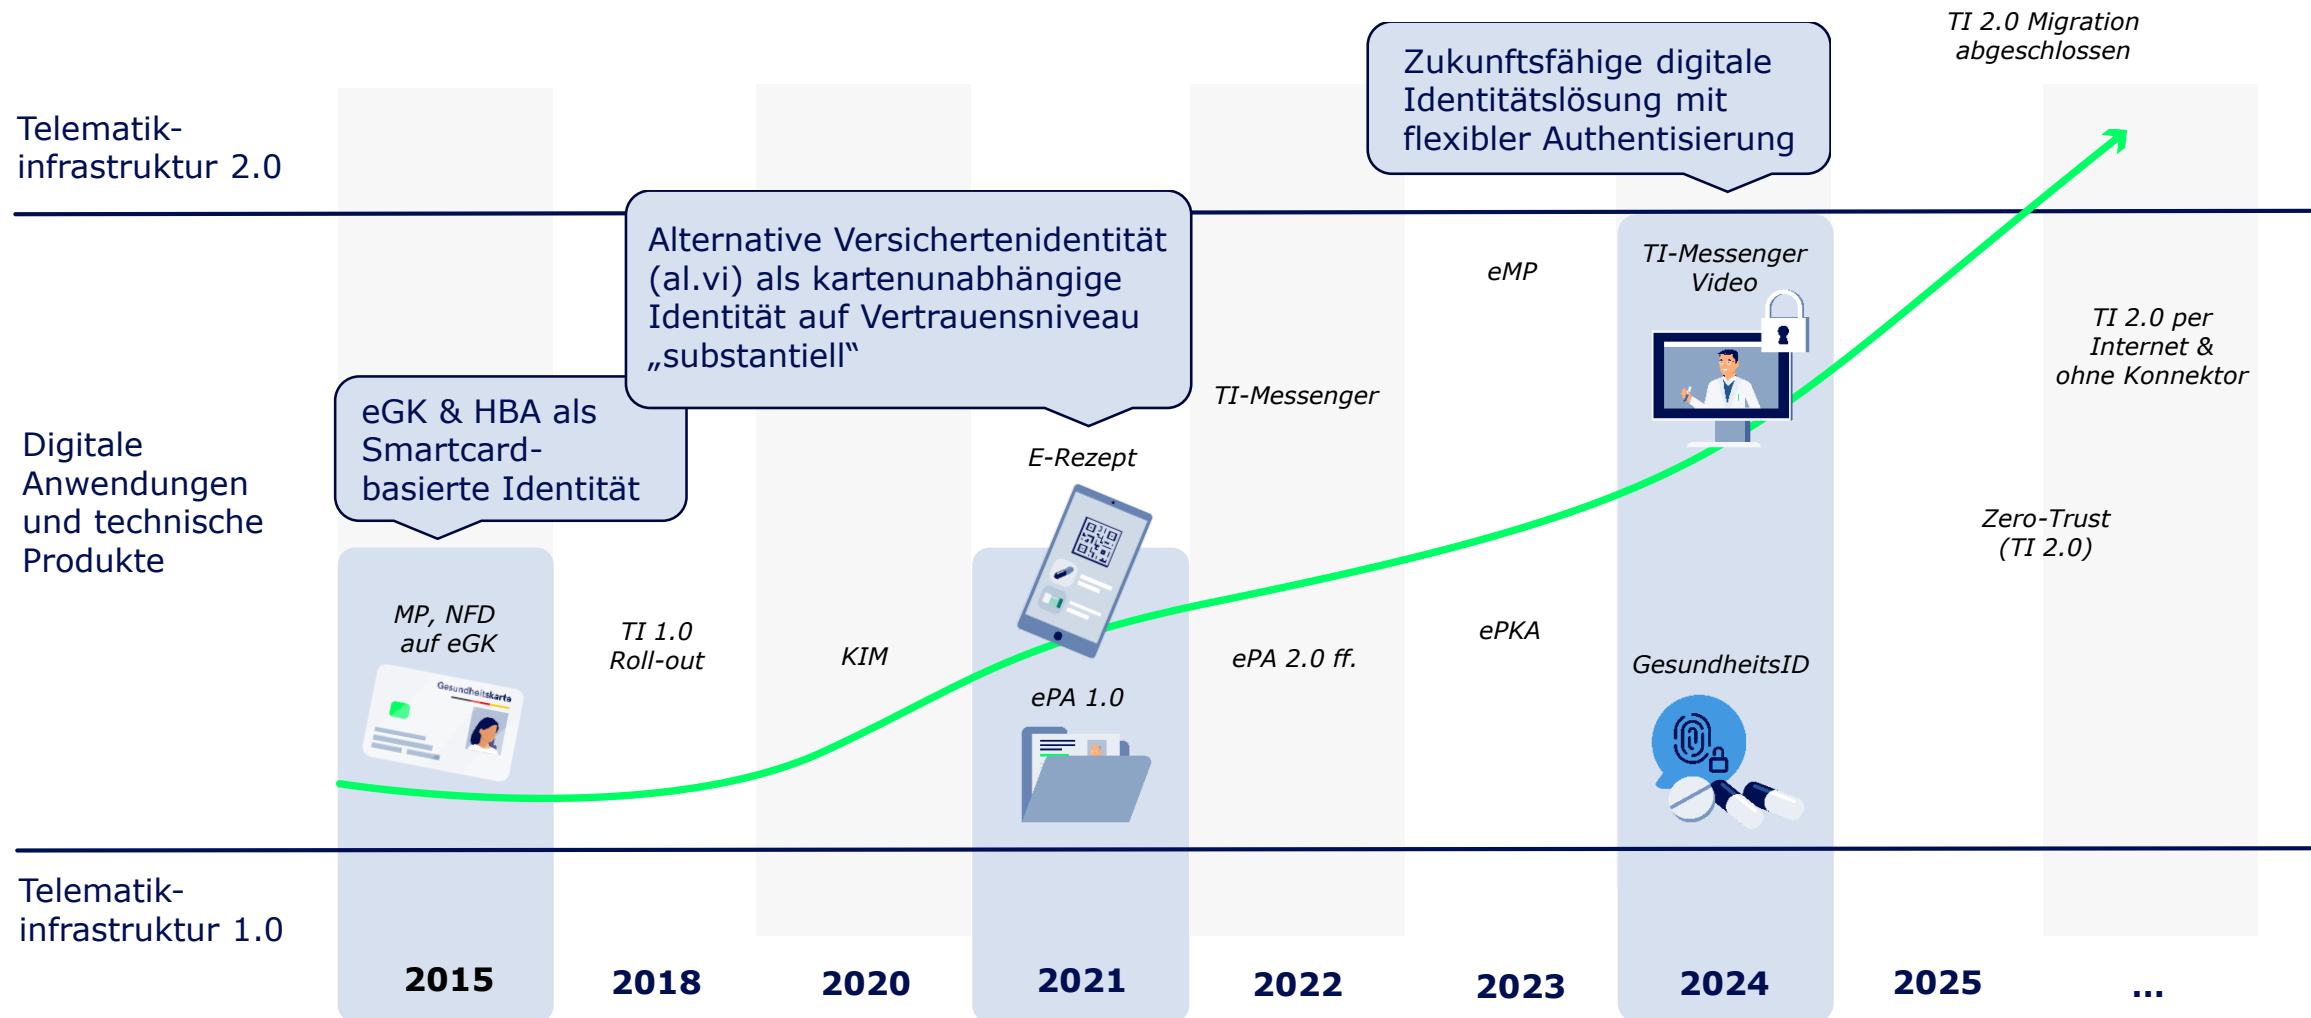 TI 2.0 Migration
abgeschlossen
Zukunftsfähige digitale
Identitätslösung mit
flexibler Authentisierung
Telematik-
infrastruktur 2.0
Alternative Versichertenidentität
(al.vi) als kartenunabhängige
Identität auf Vertrauensniveau
„substantiell“
eGK & HBA als
Smartcard-
basierte Identität
Digitale
Anwendungen
und technische
Produkte
MP, NFD
auf eGK
Gesundheitskarte
TI 1.0
Roll-out
KIM
E-Rezept
ePA 1.0
TI-Messenger
ePA 2.0 ff.
eMP
ePKA
TI-Messenger
Video
GesundheitsID
Zero-Trust
(TI 2.0)
TI 2.0 per
Internet &
ohne Konnektor
Telematik-
infrastruktur 1.0
2015
2018
2020
2021
2022
2023
2024
2025
...